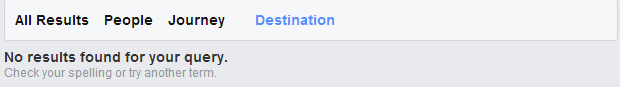 All Results People Journey Destination
No results found for your query.
Check your spelling or try another term.